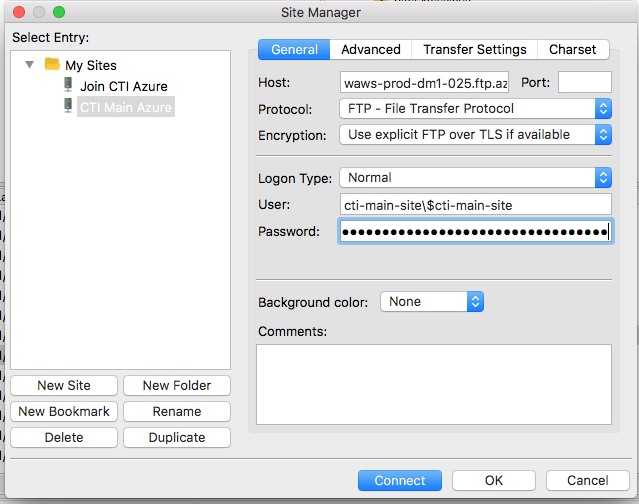 Site Manager
Select Entry:
My Sites
Join CTI Azure
CTI Main Azure
New Site
New Folder
New Bookmark
Rename
Delete
Duplicate
General
Advanced
Transfer Settings
Charset
Host:
waws-prod-dm1-025.ftp.az
Port:
Protocol:
FTP - File Transfer Protocol
Encryption:
Use explicit FTP over TLS if available
Logon Type:
Normal
User:
cti-main-site\$cti-main-site
Password:
Background color:
None
Comments:
Connect
OK
Cancel